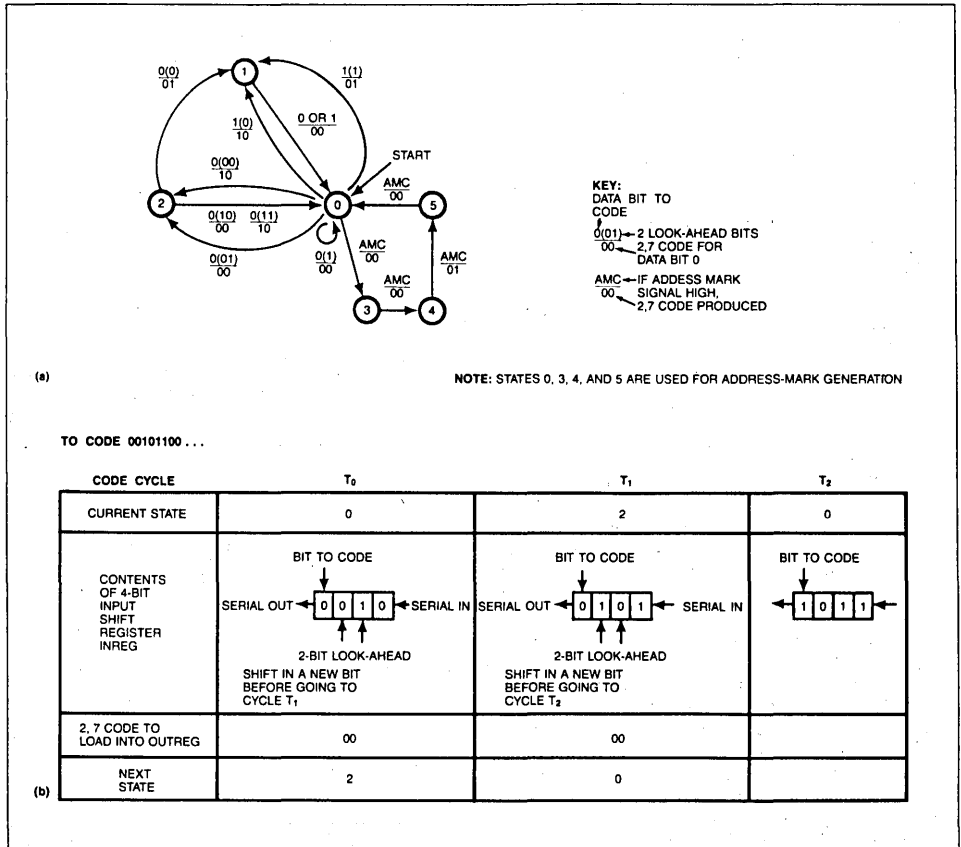 1
0(0)
01
1(1)
01
1(0)
10
0 OR 1
00
START
0(00)
10
AMC
00
2
0
5
0(10) 0(11)
00 10
0(01)
00
0(1)
00
AMC
00
AMC
00
AMC
01
3
4
KEY:
DATA BIT TO
CODE
0(01) 2 LOOK-AHEAD BITS
00 2,7 CODE FOR
DATA BIT 0
AMC IF ADDESS MARK
SIGNAL HIGH,
00 2,7 CODE PRODUCED
(a)
NOTE: STATES 0, 3, 4, AND 5 ARE USED FOR ADDRESS-MARK GENERATION
TO CODE 00101100 . . .
CODE CYCLE T0 T1 T2
CURRENT STATE 0 2 0
CONTENTS
OF 4-BIT
INPUT
SHIFT
REGISTER
INREG
BIT TO CODE
SERIAL OUT 0 0 1 0 SERIAL IN
2-BIT LOOK-AHEAD
SHIFT IN A NEW BIT
BEFORE GOING TO
CYCLE T1
BIT TO CODE
SERIAL OUT 0 1 0 1 SERIAL IN
2-BIT LOOK-AHEAD
SHIFT IN A NEW BIT
BEFORE GOING TO
CYCLE T2
BIT TO CODE
1 0 1 1
2, 7 CODE TO
LOAD INTO OUTREG 00 00
NEXT
STATE 2 0
(b)